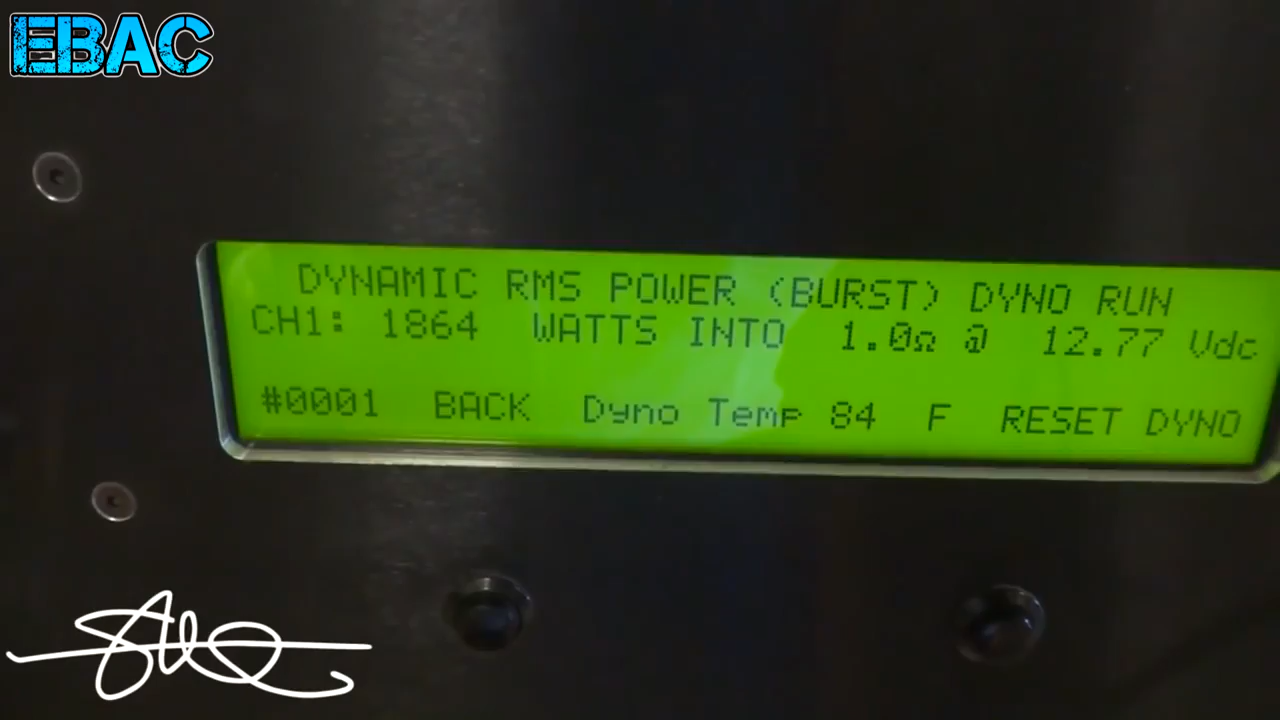 EBAC
DYNAMIC RMS POWER (BURST) DYNO RUN
CH1: 1864 WATTS INTO 1.0Ω @ 12.77 Vdc
#0001 BACK Dyno Temp 84 F RESET DYNO